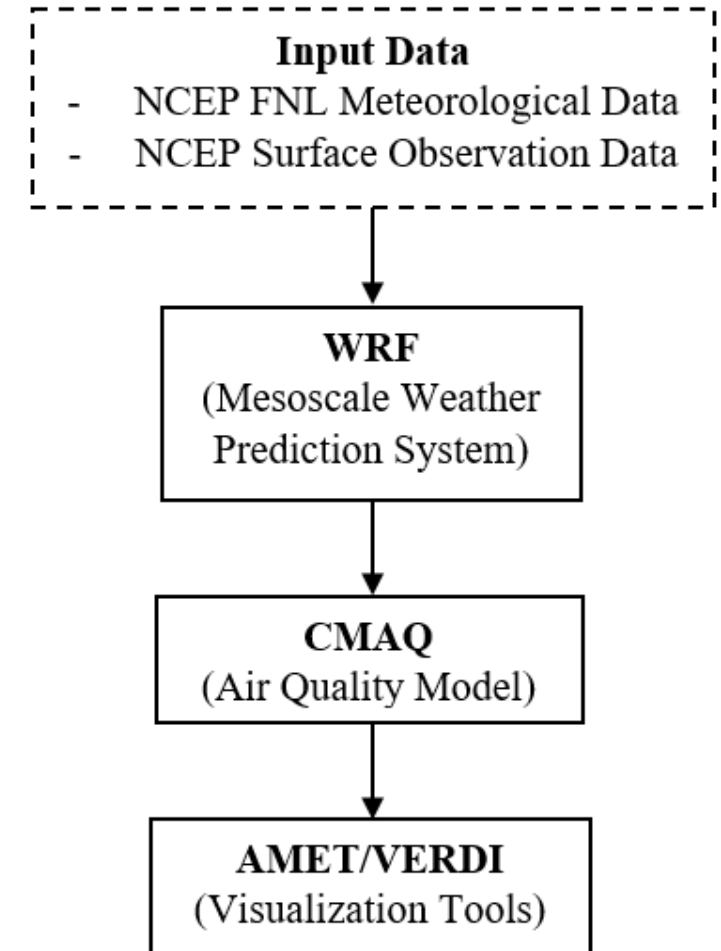 Input Data
- NCEP FNL Meteorological Data
- NCEP Surface Observation Data
WRF
(Mesoscale Weather
Prediction System)
CMAQ
(Air Quality Model)
AMET/VERDI
(Visualization Tools)